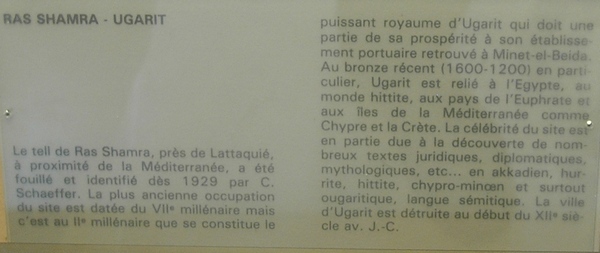 RAS SHAMRA - UGARIT
Le tell de Ras Shamra, près de Lattaquié,
à proximité de la Méditerranée, a été
fouillé et identifié dès 1929 par C.
Schaeffer. La plus ancienne occupation
du site est datée du VIIᵉ millénaire mais
c'est au IIᵉ millénaire que se constitue le
puissant royaume d'Ugarit qui doit une
partie de sa prospérité à son établisse-
ment portuaire retrouvé à Minet-el-Beida.
Au bronze récent (1600-1200) en parti-
culier, Ugarit est relié à l'Egypte, au
monde hittite, aux pays de l'Euphrate et
aux îles de la Méditerranée comme
Chypre et la Crète. La célébrité du site est
en partie due à la découverte de nom-
breux textes juridiques, diplomatiques,
mythologiques, etc... en akkadien, hur-
rite, hittite, chypro-minœn et surtout
ougaritique, langue sémitique. La ville
d'Ugarit est détruite au début du XIIᵉ siè-
cle av. J.-C.